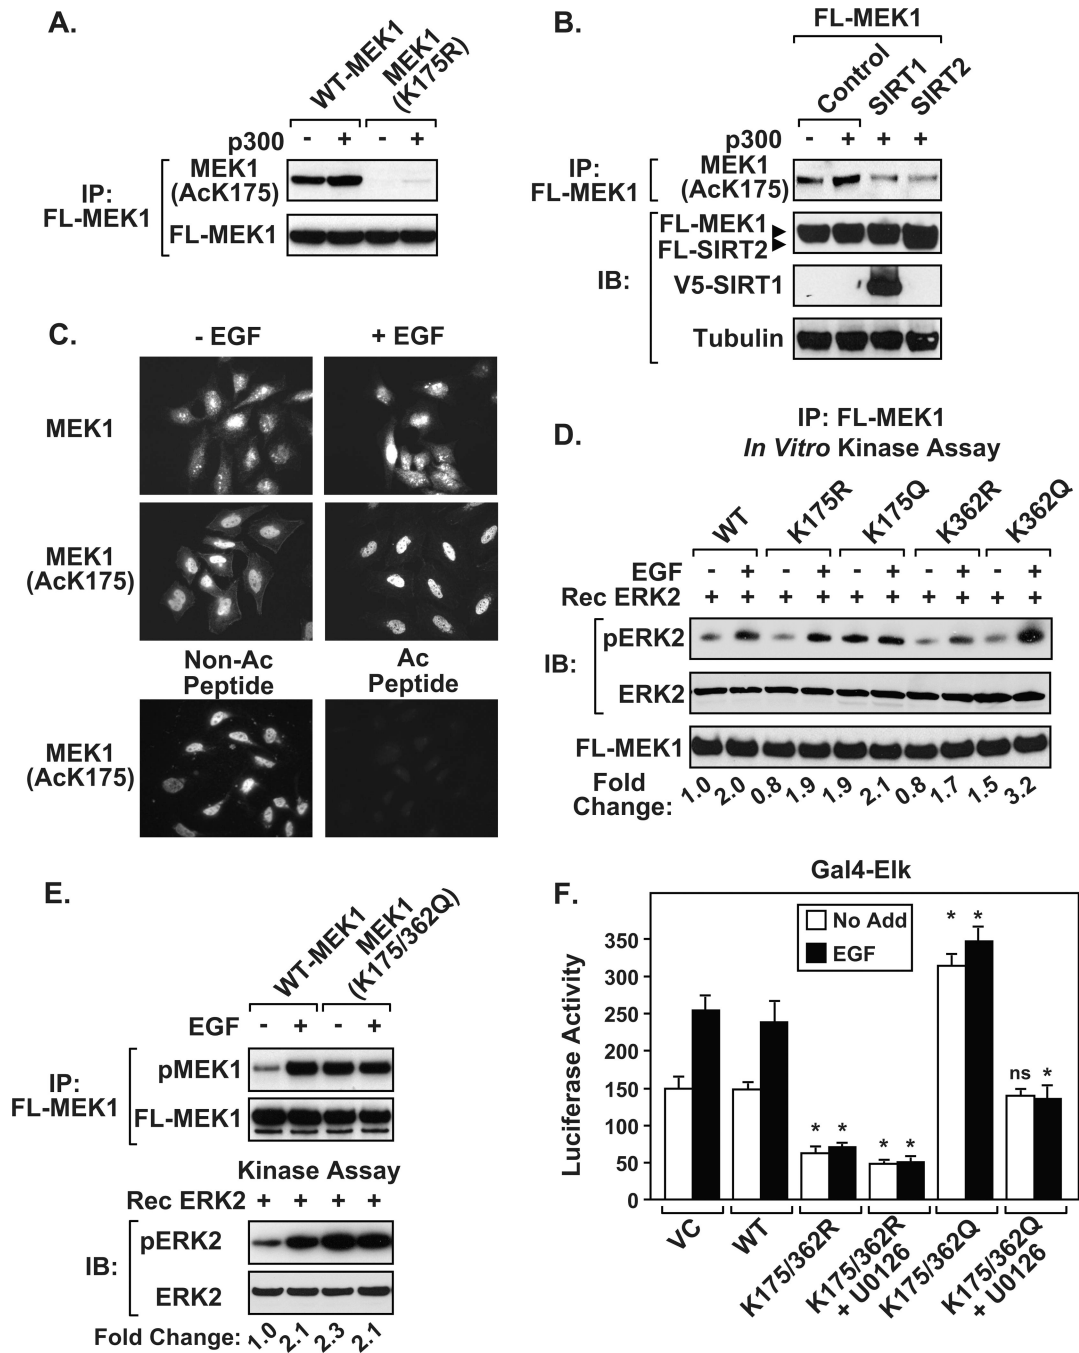 A.
WT-MEK1
MEK1
(K175R)
p300 - + - +
IP:
FL-MEK1
MEK1
(AcK175)
FL-MEK1
B.
FL-MEK1
Control
SIRT1
SIRT2
p300 - + + +
IP:
FL-MEK1
MEK1
(AcK175)
IB:
FL-MEK1
FL-SIRT2
V5-SIRT1
Tubulin
C.
- EGF + EGF
MEK1
MEK1
(AcK175)
Non-Ac
Peptide
Ac
Peptide
MEK1
(AcK175)
D.
IP: FL-MEK1
In Vitro Kinase Assay
WT
K175R
K175Q
K362R
K362Q
EGF - + - + - + - + - +
Rec ERK2 + + + + + + + + + +
IB:
pERK2
ERK2
FL-MEK1
Fold
Change: 1.0 2.0 0.8 1.9 1.9 2.1 0.8 1.7 1.5 3.2
E.
WT-MEK1
MEK1
(K175/362Q)
EGF - + - +
IP:
FL-MEK1
pMEK1
FL-MEK1
Kinase Assay
Rec ERK2 + + + +
IB:
pERK2
ERK2
Fold Change: 1.0 2.1 2.3 2.1
F.
Gal4-Elk
No Add
EGF
Luciferase Activity
350
300
250
200
150
100
50
0
* *
* *
* *
ns *
VC
WT
K175/362R
K175/362R
+ U0126
K175/362Q
K175/362Q
+ U0126